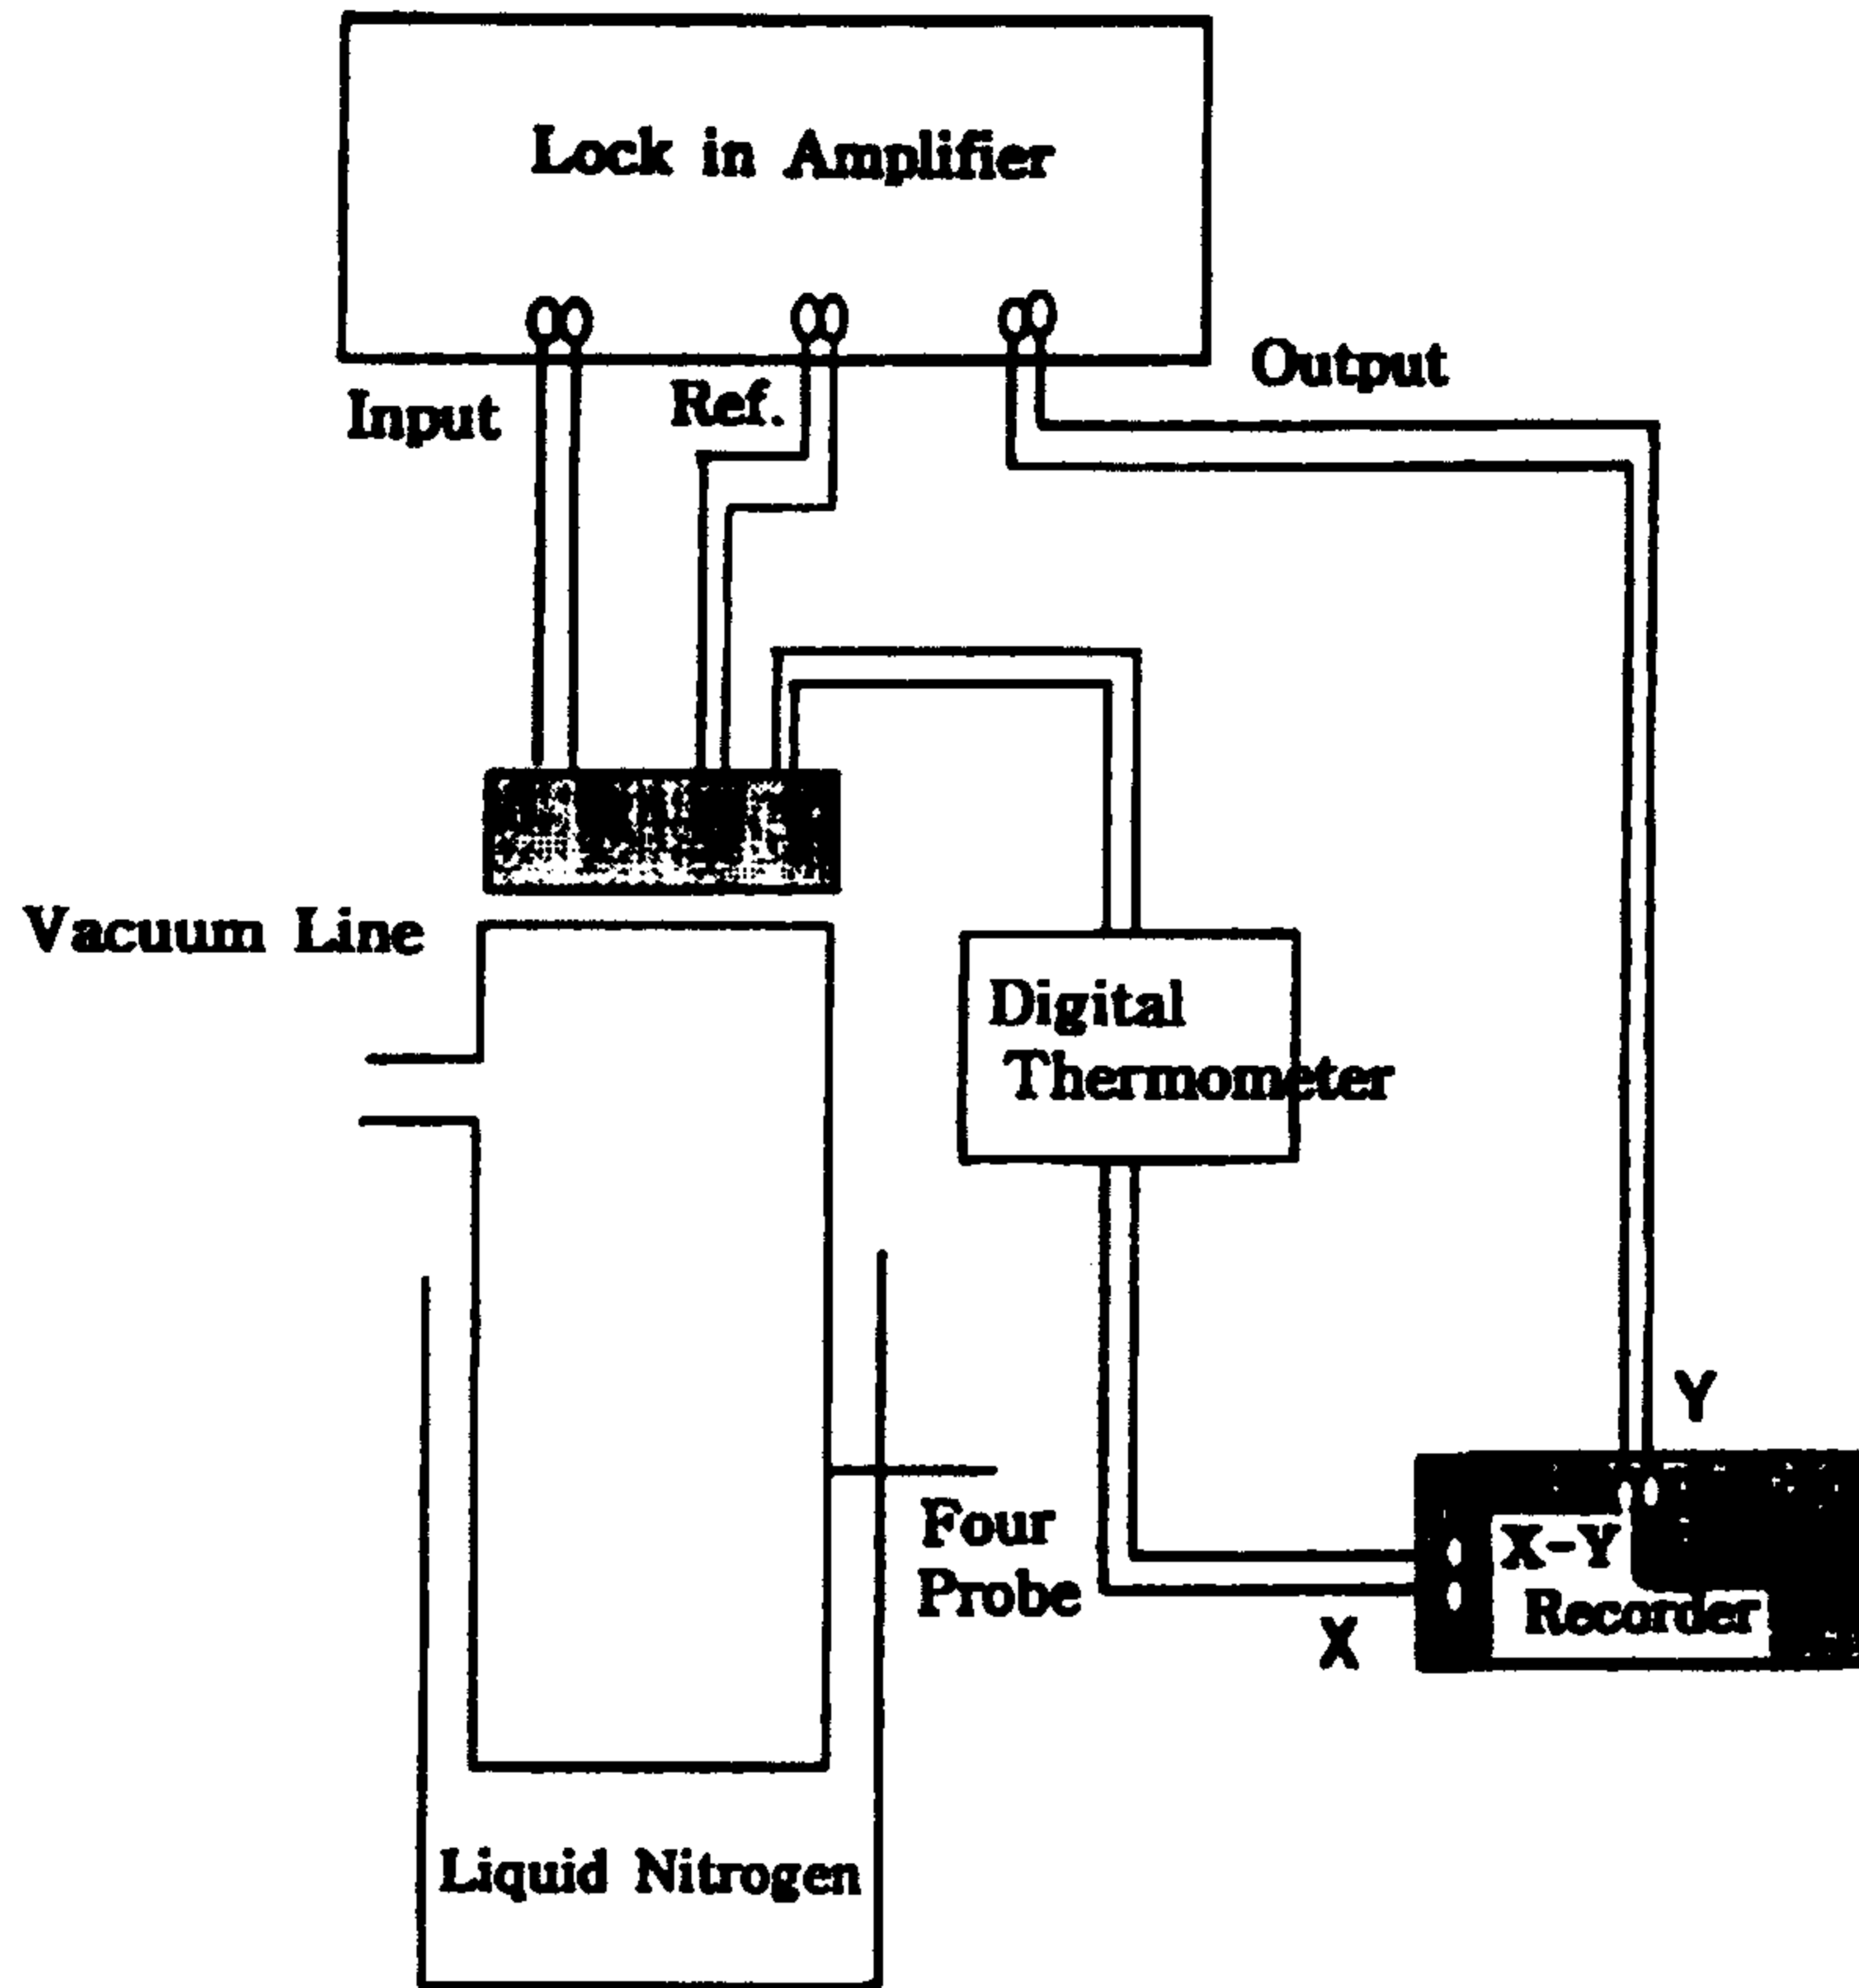 Lock in Amplifier
Output
Input
Ref.
Vacuum Line
Digital
Thermometer
Y
Four
Probe
X-Y
Recorder
X
Liquid Nitrogen